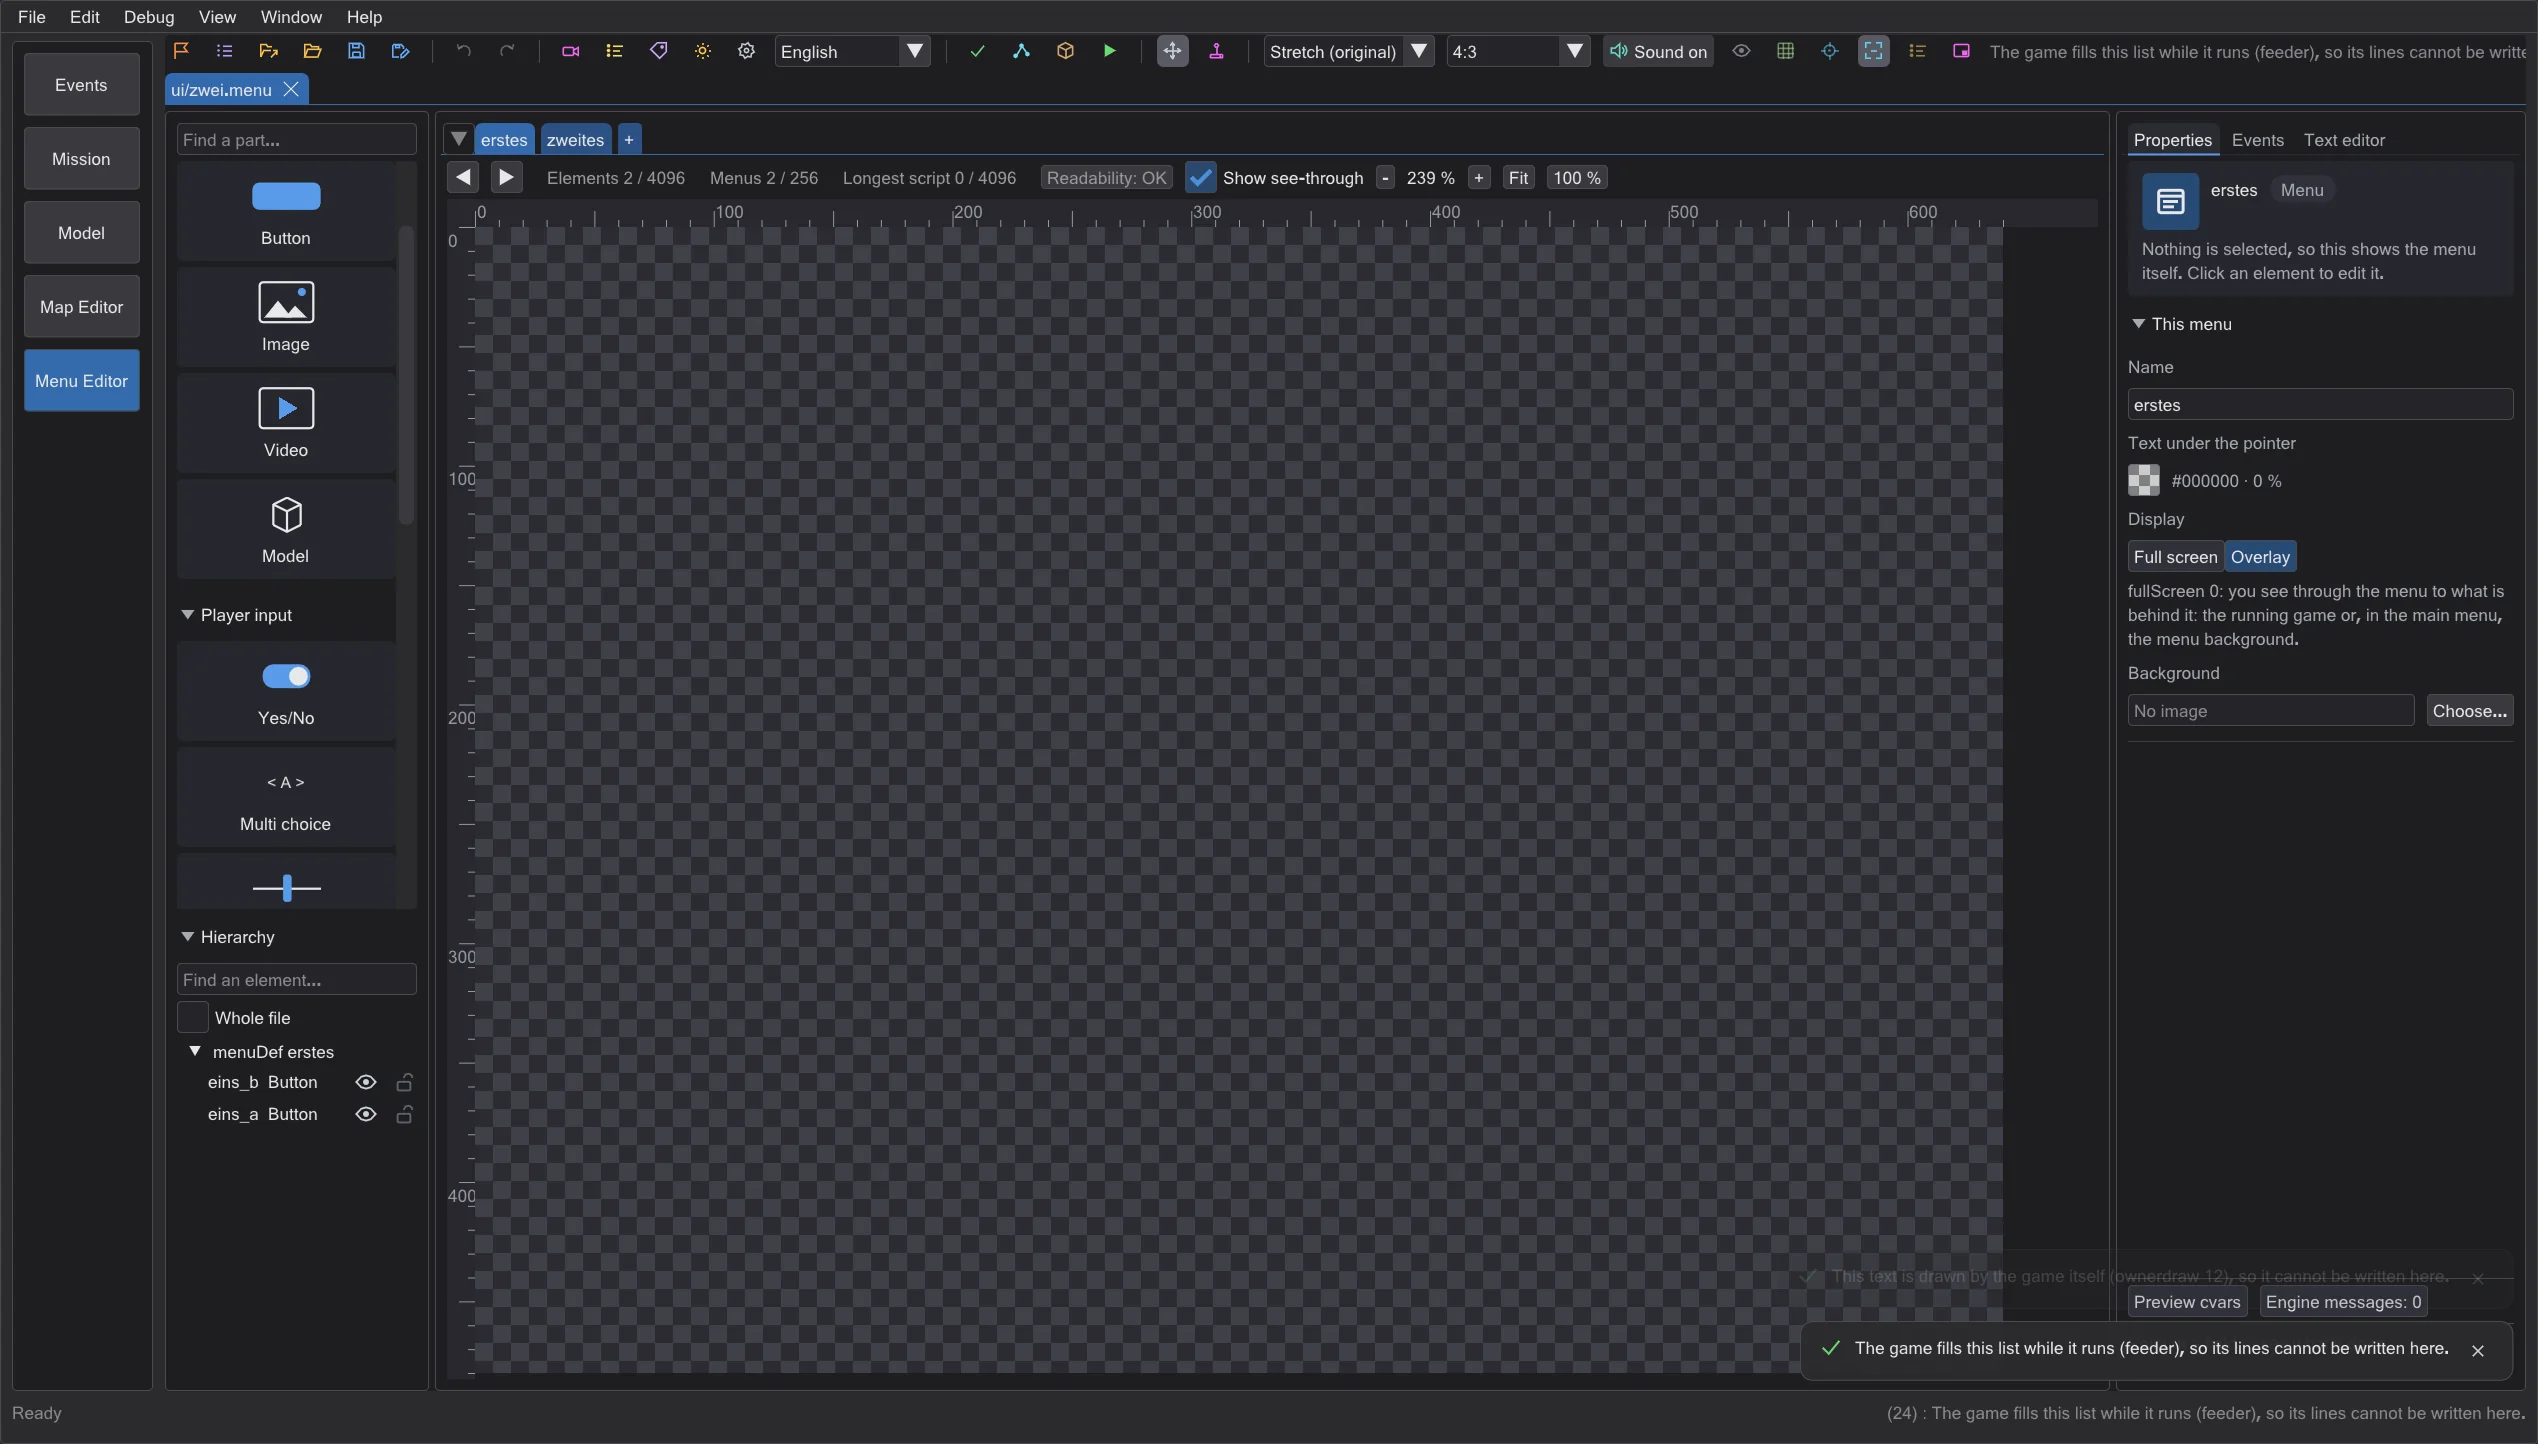 File Edit Debug View Window Help
English
Stretch (original)
4:3
Sound on
The game fills this list while it runs (feeder), so its lines cannot be writte
Events
Mission
Model
Map Editor
Menu Editor
ui/zwei.menu
Find a part...
Button
Image
Video
Model
Player input
Yes/No
< A >
Multi choice
Hierarchy
Find an element...
Whole file
menuDef erstes
eins_b Button
eins_a Button
erstes zweites +
Elements 2 / 4096 Menus 2 / 256 Longest script 0 / 4096 Readability: OK Show see-through - 239 % + Fit 100 %
0 100 200 300 400 500 600
0
100
200
300
400
Properties Events Text editor
erstes Menu
Nothing is selected, so this shows the menu
itself. Click an element to edit it.
This menu
Name
erstes
Text under the pointer
#000000 · 0 %
Display
Full screen Overlay
fullScreen 0: you see through the menu to what is
behind it: the running game or, in the main menu,
the menu background.
Background
No image Choose...
This text is drawn by the game itself (ownerdraw 12), so it cannot be written here.
Preview cvars Engine messages: 0
The game fills this list while it runs (feeder), so its lines cannot be written here.
Ready
(24) : The game fills this list while it runs (feeder), so its lines cannot be written here.